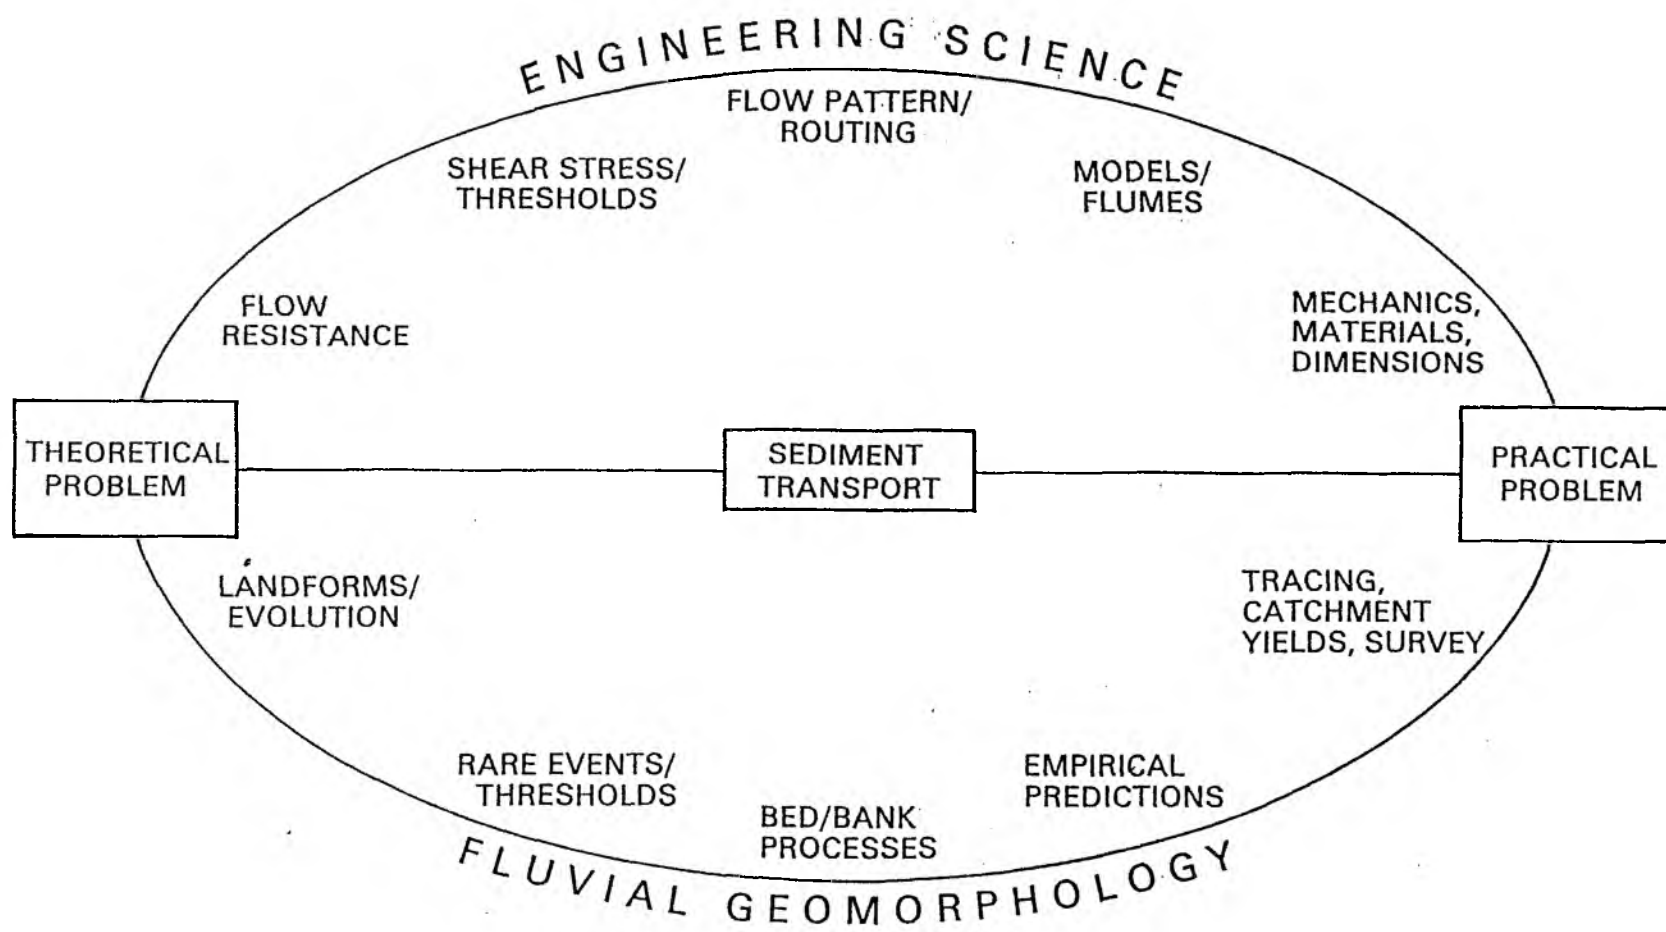 ENGINEERING SCIENCE
FLOW PATTERN/
ROUTING
SHEAR STRESS/
THRESHOLDS
MODELS/
FLUMES
FLOW
RESISTANCE
MECHANICS,
MATERIALS,
DIMENSIONS
THEORETICAL
PROBLEM
SEDIMENT
TRANSPORT
PRACTICAL
PROBLEM
LANDFORMS/
EVOLUTION
TRACING,
CATCHMENT
YIELDS, SURVEY
RARE EVENTS/
THRESHOLDS
BED/BANK
PROCESSES
EMPIRICAL
PREDICTIONS
FLUVIAL GEOMORPHOLOGY